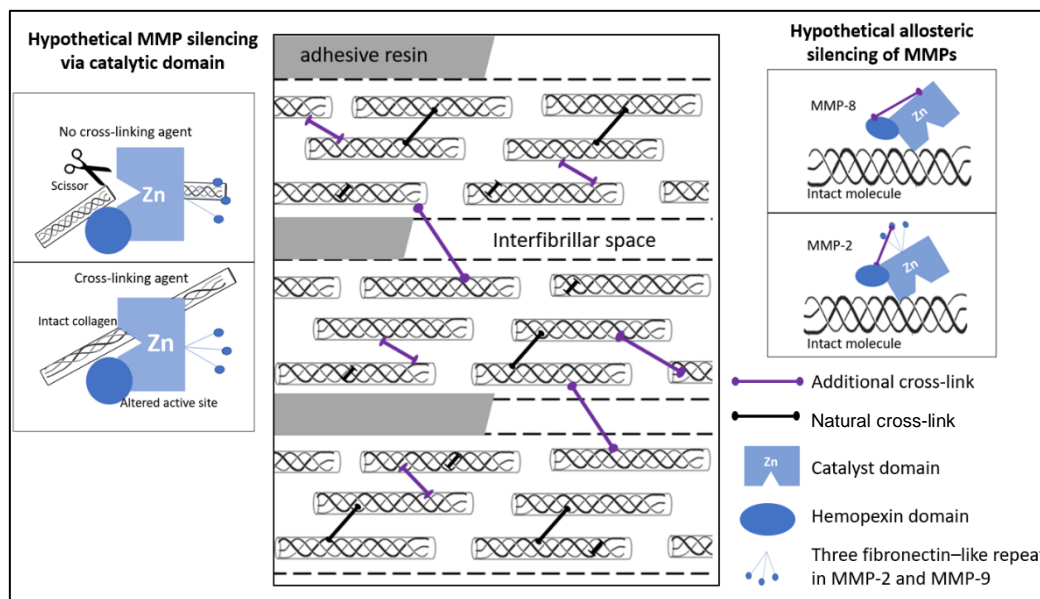 Hypothetical MMP silencing
via catalytic domain
No cross-linking agent
Scissor
Zn
Cross-linking agent
Intact collagen
Zn
Altered active site
adhesive resin
Interfibrillar space
Hypothetical allosteric
silencing of MMPs
MMP-8
Zn
Intact molecule
MMP-2
Zn
Intact molecule
Additional cross-link
Natural cross-link
Zn
Catalyst domain
Hemopexin domain
Three fibronectin–like repeat
in MMP-2 and MMP-9